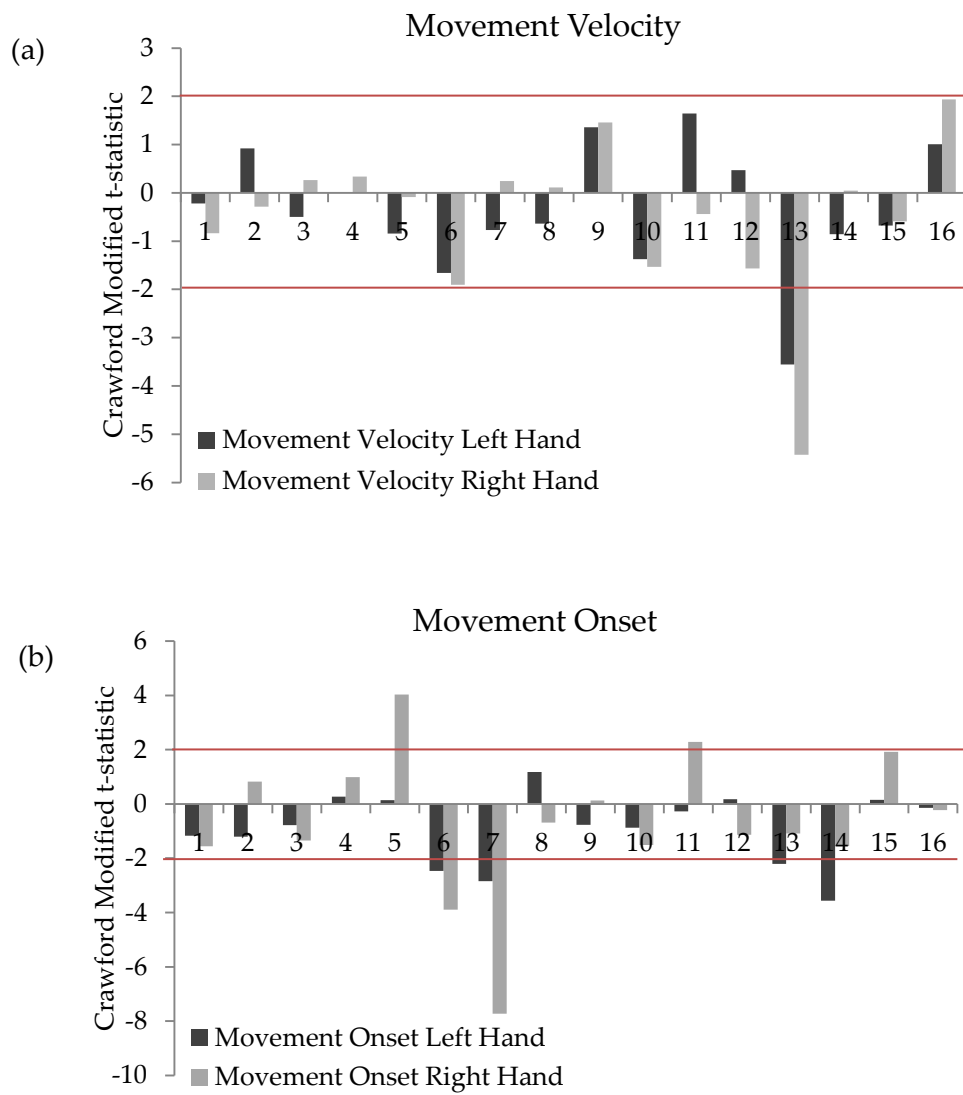 (a)
Movement Velocity
Crawford Modified t-statistic
3
2
1
0
-1
-2
-3
-4
-5
-6
1 2 3 4 5 6 7 8 9 10 11 12 13 14 15 16
Movement Velocity Left Hand
Movement Velocity Right Hand
(b)
Movement Onset
Crawford Modified t-statistic
6
4
2
0
-2
-4
-6
-8
-10
1 2 3 4 5 6 7 8 9 10 11 12 13 14 15 16
Movement Onset Left Hand
Movement Onset Right Hand